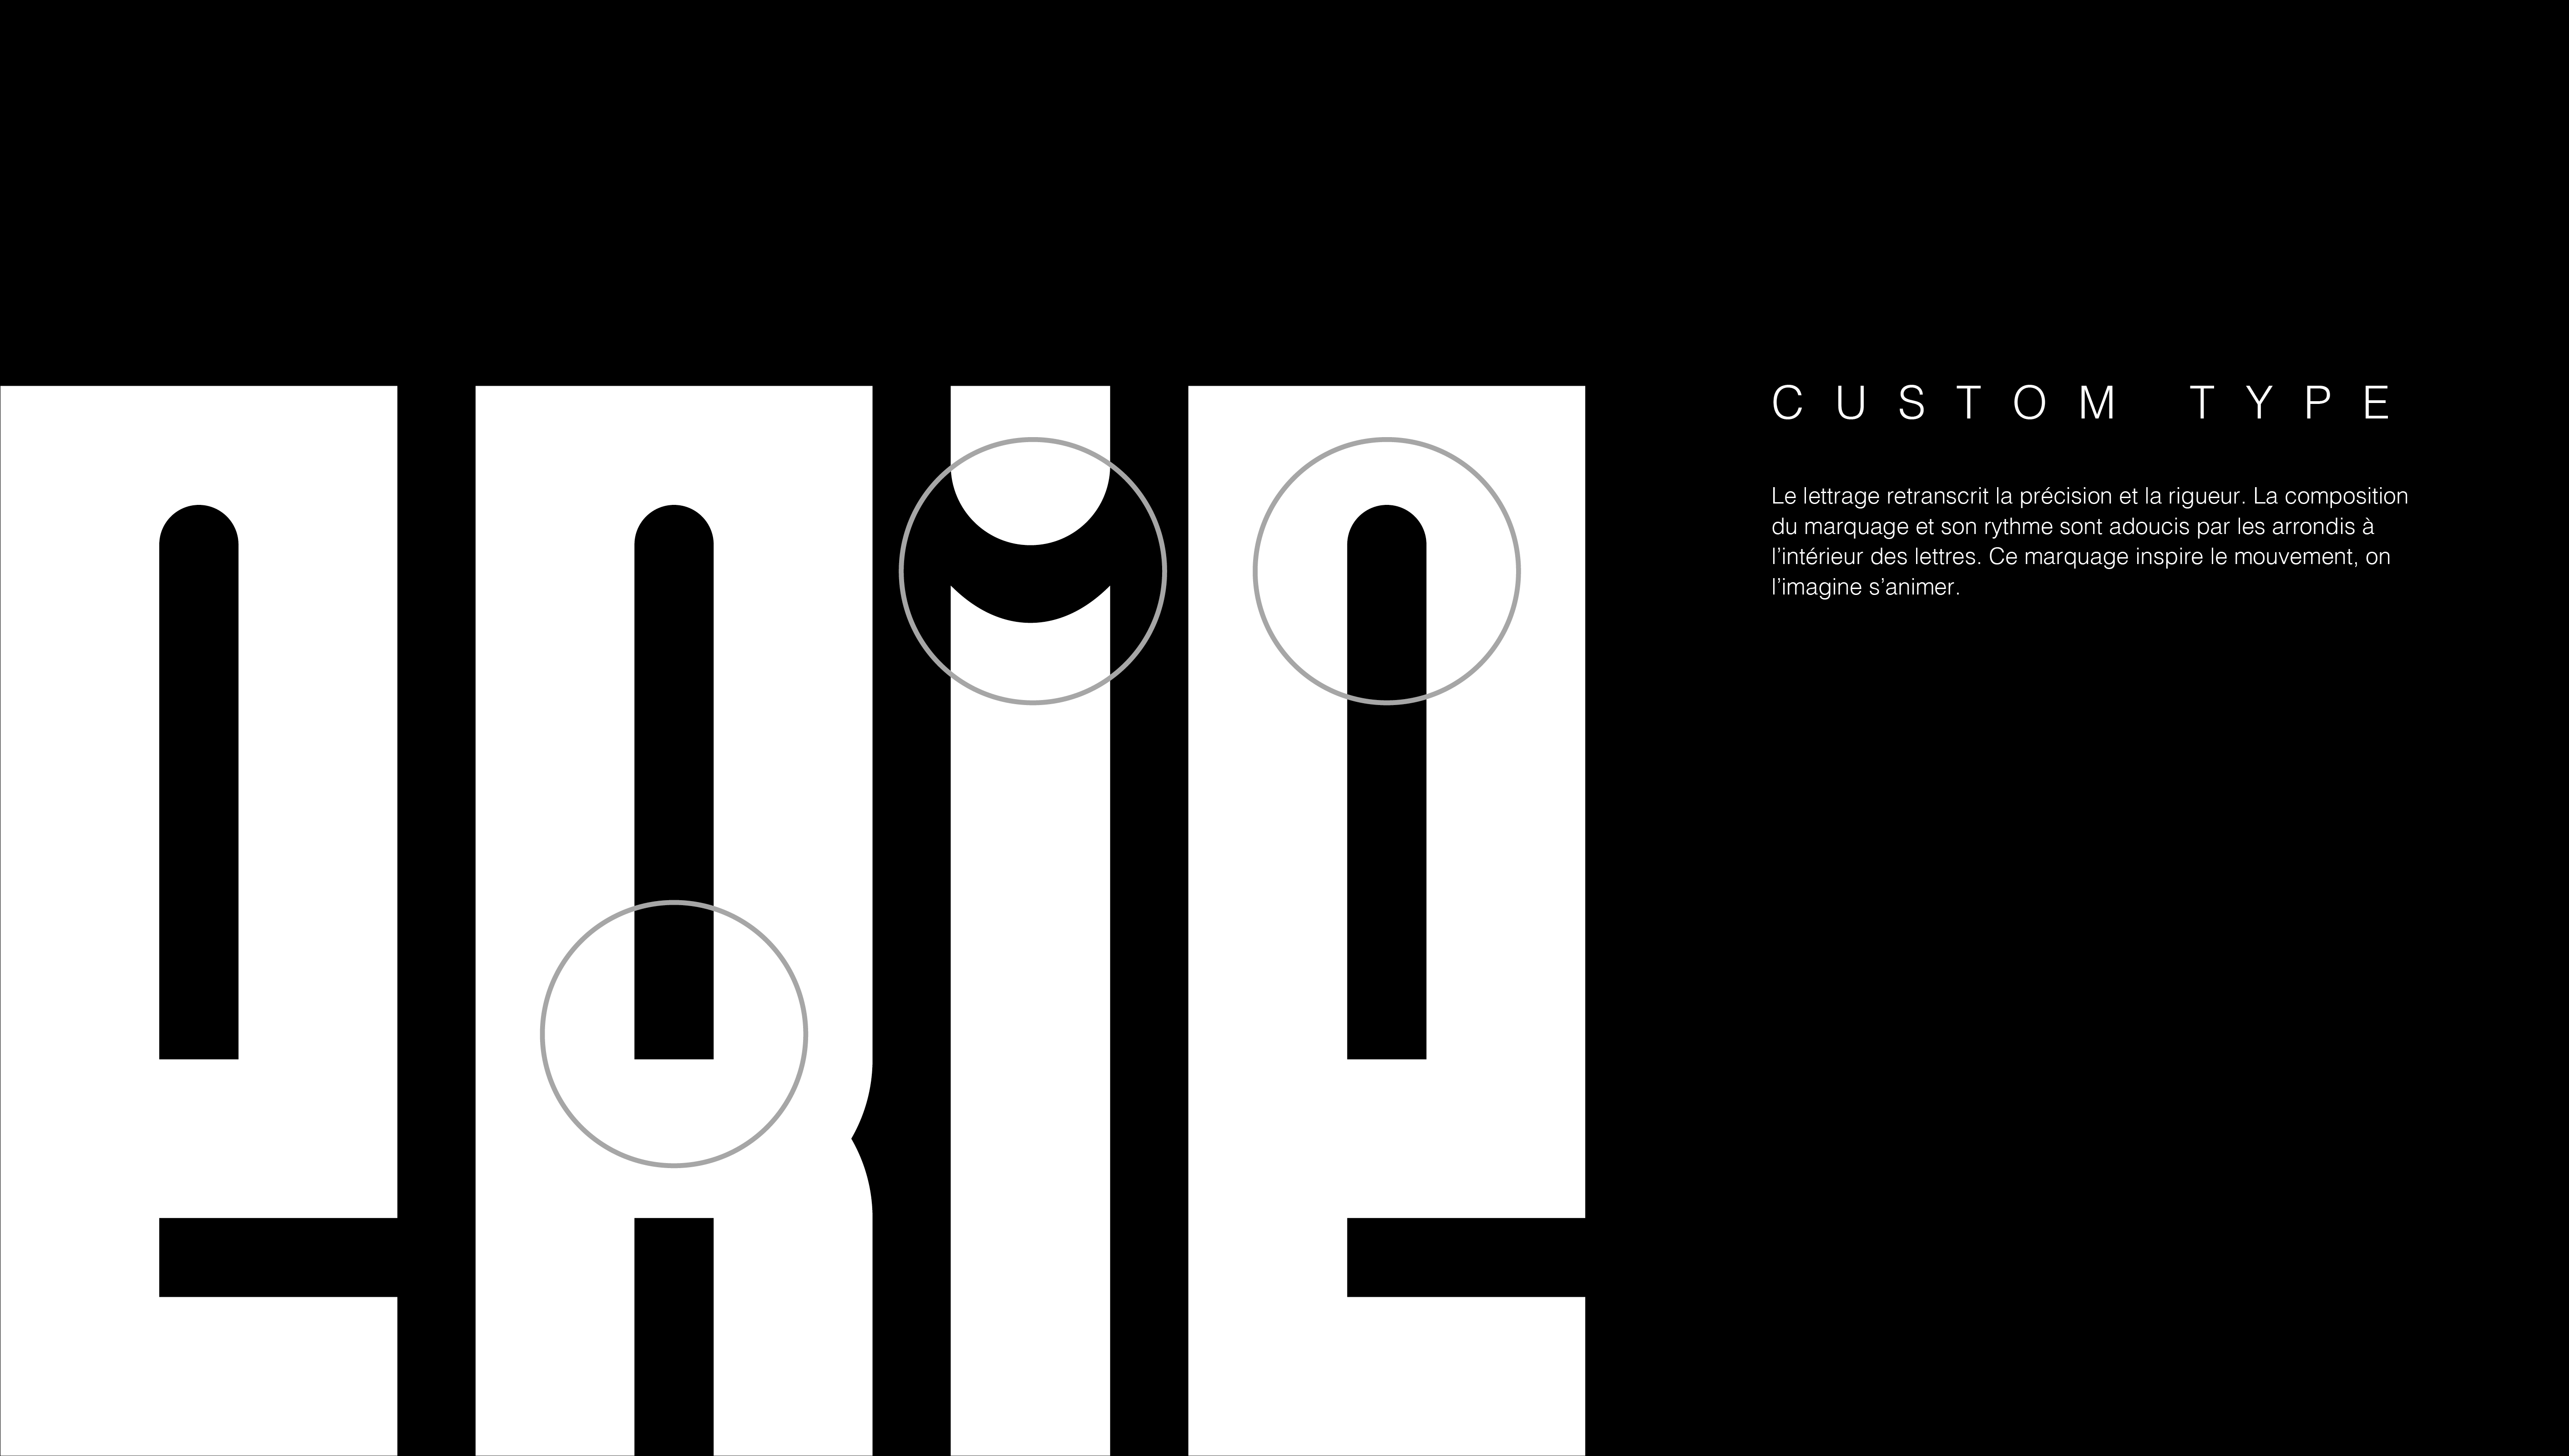 eRie
CUSTOM TYPE
Le lettrage retranscrit la précision et la rigueur. La composition
du marquage et son rythme sont adoucis par les arrondis à
l’intérieur des lettres. Ce marquage inspire le mouvement, on
l’imagine s’animer.